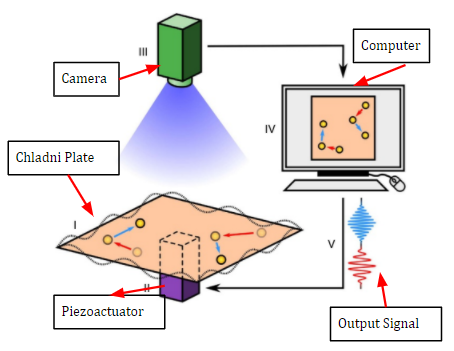 Computer
III
Camera
IV
Chladni Plate
I
V
II
Piezoactuator
Output Signal